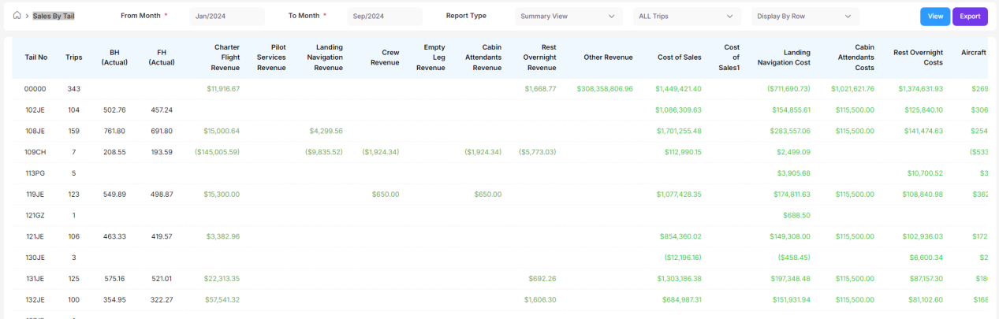 > Sales By Tail From Month * Jan/2024 To Month * Sep/2024 Report Type Summary View ALL Trips Display By Row View Export
Tail No Trips BH (Actual) FH (Actual) Charter Flight Revenue Pilot Services Revenue Landing Navigation Revenue Crew Revenue Empty Leg Revenue Cabin Attendants Revenue Rest Overnight Revenue Other Revenue Cost of Sales Cost of Sales1 Landing Navigation Cost Cabin Attendants Costs Rest Overnight Costs Aircraft
00000 343 $11,916.67 $1,668.77 $308,358,806.96 $1,449,421.40 ($711,690.73) $1,021,621.76 $1,374,631.93 $269
102JE 104 502.76 457.24 $1,086,309.63 $154,855.61 $115,500.00 $125,840.10 $306
108JE 159 761.80 691.80 $15,000.64 $4,299.56 $1,701,255.48 $283,557.06 $115,500.00 $141,474.63 $254
109CH 7 208.55 193.59 ($145,005.59) ($9,835.52) ($1,924.34) ($1,924.34) ($5,773.03) $112,990.15 $2,499.09 ($533
113PG 5 $3,905.68 $10,700.52 $3
119JE 123 549.89 498.87 $15,300.00 $650.00 $650.00 $1,077,428.35 $174,811.63 $115,500.00 $108,840.98 $362
121GZ 1 $688.50
121JE 106 463.33 419.57 $3,382.96 $854,360.02 $149,308.00 $115,500.00 $102,936.03 $172
130JE 3 ($12,196.16) ($458.45) $6,600.34 $2
131JE 125 575.16 521.01 $22,313.35 $692.26 $1,303,186.38 $197,348.48 $115,500.00 $87,157.30 $18
132JE 100 354.95 322.27 $57,541.32 $1,606.30 $684,987.31 $151,931.94 $115,500.00 $81,102.60 $168